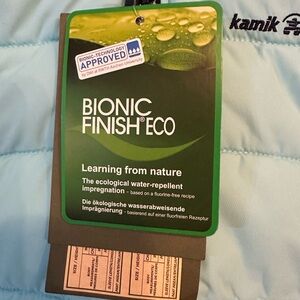 kamik
BIONIC-TECHNOLOGY
APPROVED
BIONIC
FINISH® ECO
Learning from nature
The ecological water-repellent
impregnation - based on a fluorine-free recipe
Die ökologische wasserabweisende
Imprägnierung - basierend auf einer fluorfreien Rezeptur